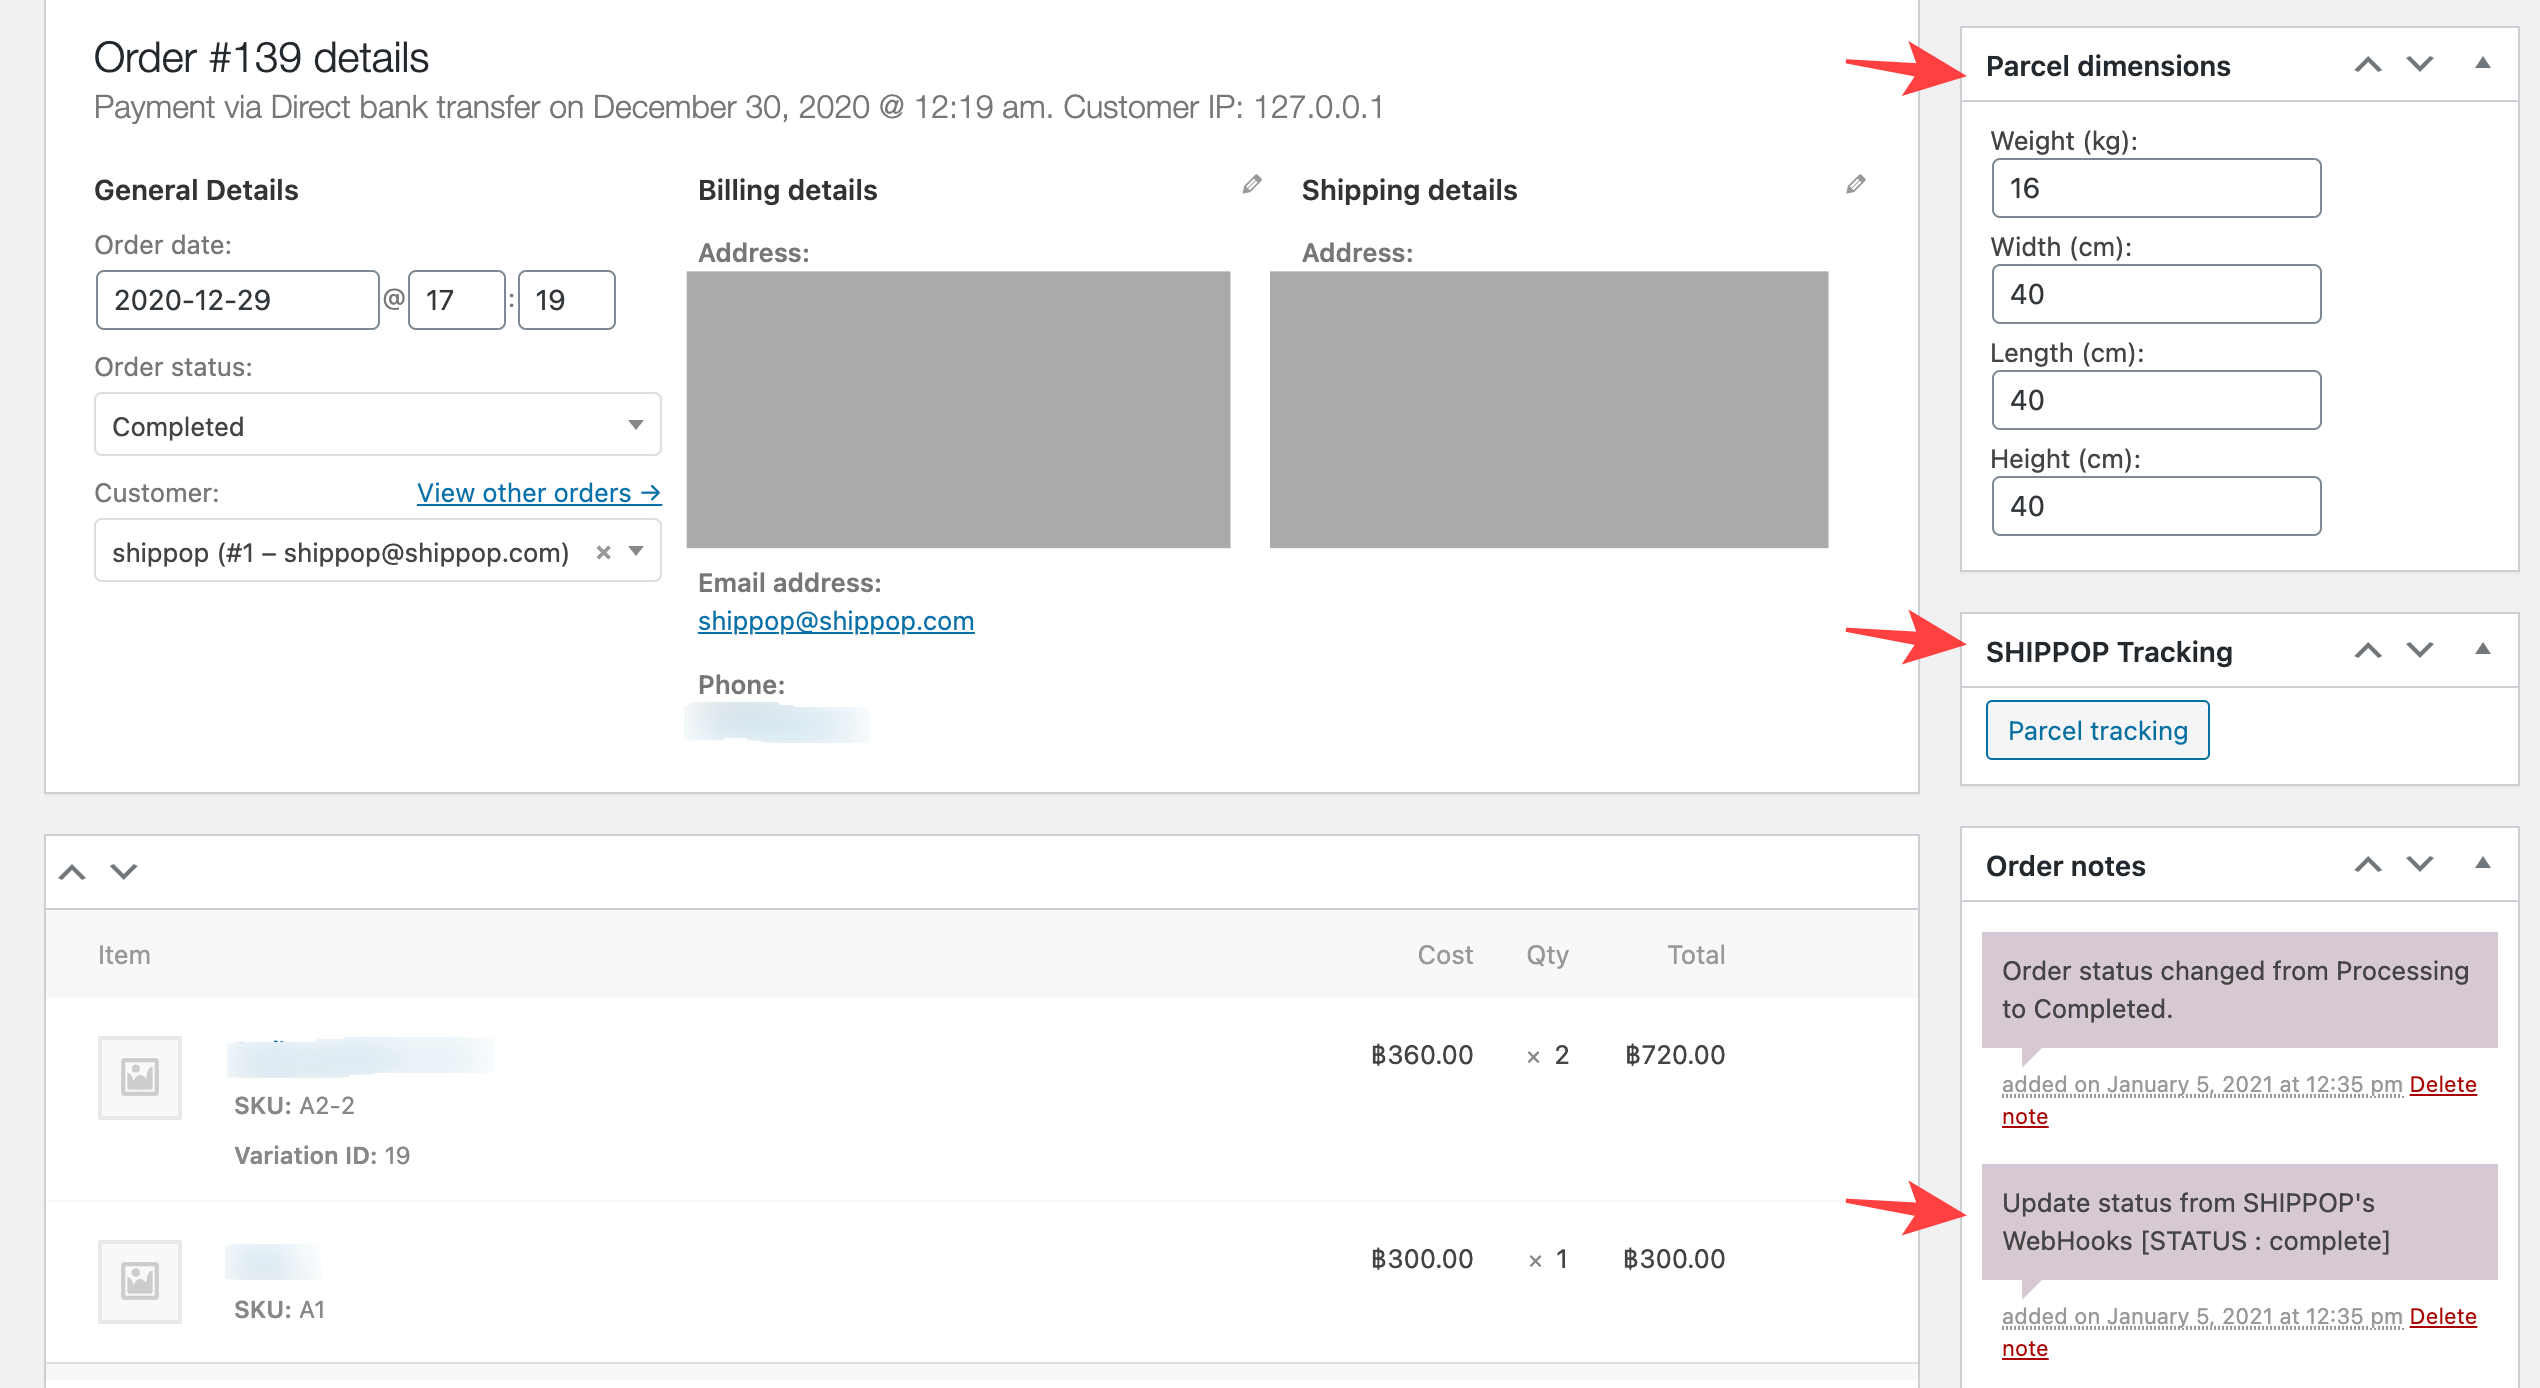 Order #139 details
Payment via Direct bank transfer on December 30, 2020 @ 12:19 am. Customer IP: 127.0.0.1
General Details
Order date:
2020-12-29 @ 17 : 19
Order status:
Completed
Customer: View other orders →
shippop (#1 – shippop@shippop.com) ×
Billing details
Address:
Email address:
shippop@shippop.com
Phone:
Shipping details
Address:
Item Cost Qty Total
฿360.00 × 2 ฿720.00
SKU: A2-2
Variation ID: 19
฿300.00 × 1 ฿300.00
SKU: A1
Parcel dimensions
Weight (kg):
16
Width (cm):
40
Length (cm):
40
Height (cm):
40
SHIPPOP Tracking
Parcel tracking
Order notes
Order status changed from Processing
to Completed.
added on January 5, 2021 at 12:35 pm Delete
note
Update status from SHIPPOP's
WebHooks [STATUS : complete]
added on January 5, 2021 at 12:35 pm Delete
note